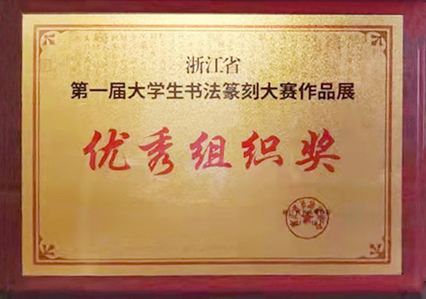 浙江省
第一届大学生书法篆刻大赛作品展
优秀组织奖